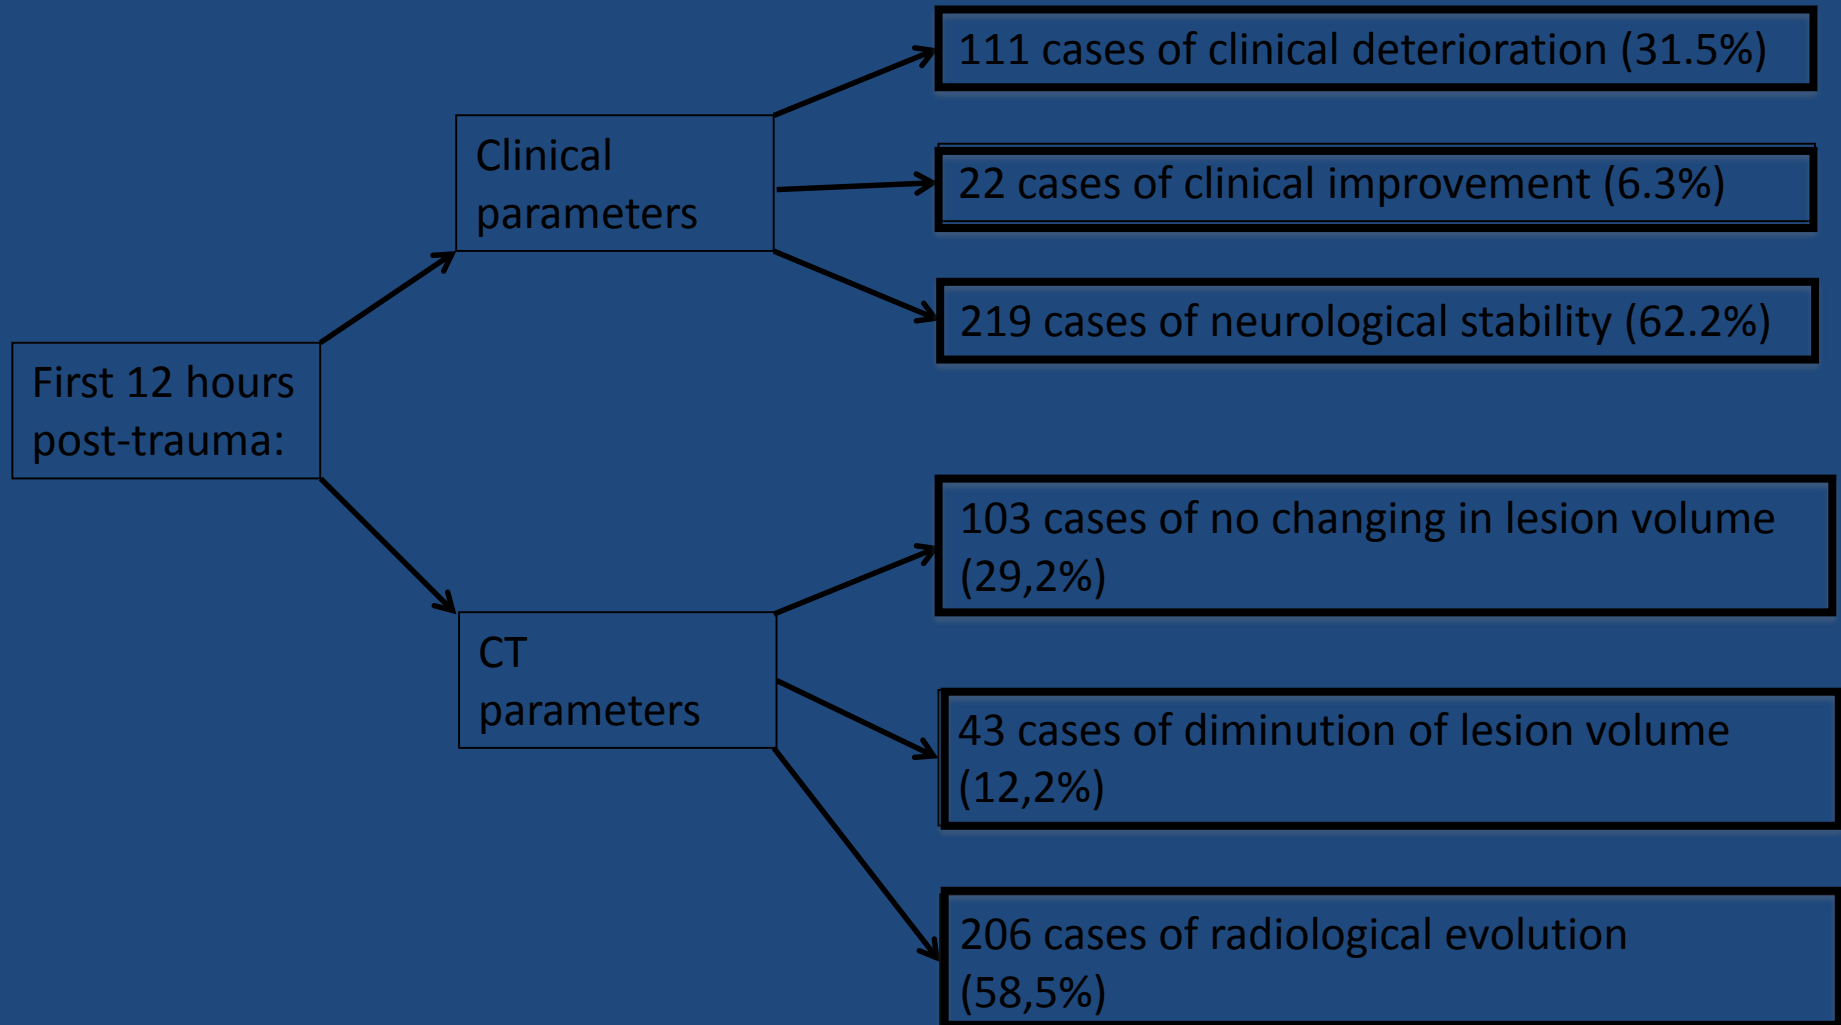 First 12 hours
post-trauma:
Clinical
parameters
111 cases of clinical deterioration (31.5%)
22 cases of clinical improvement (6.3%)
219 cases of neurological stability (62.2%)
CT
parameters
103 cases of no changing in lesion volume
(29,2%)
43 cases of diminution of lesion volume
(12,2%)
206 cases of radiological evolution
(58,5%)